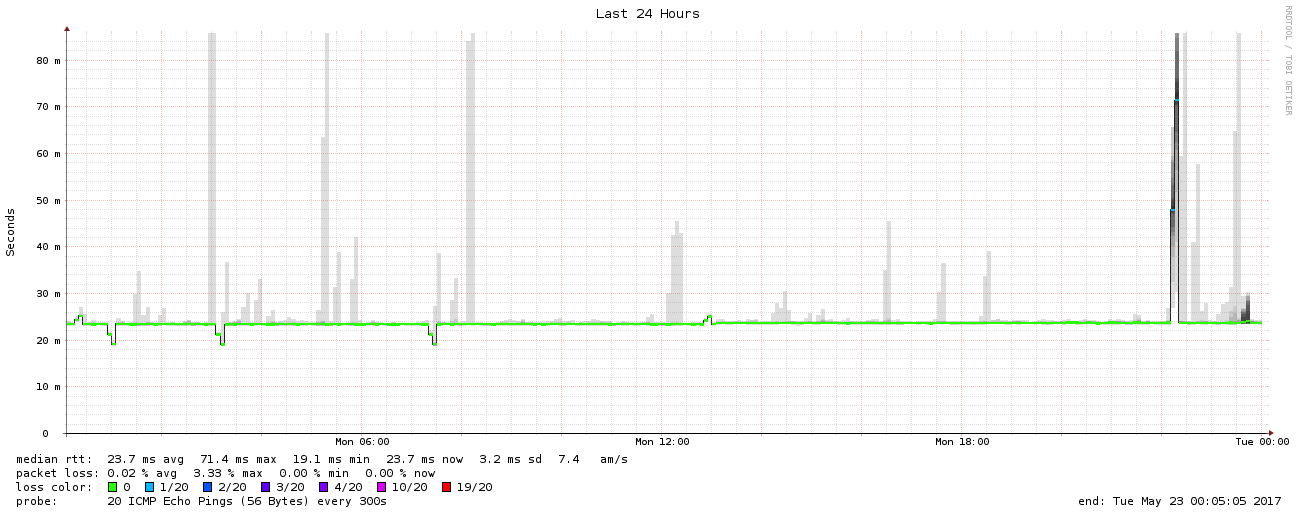 Last 24 Hours
RRDTOOL / TOBI OETIKER
Seconds
80 m
70 m
60 m
50 m
40 m
30 m
20 m
10 m
0
Mon 06:00 Mon 12:00 Mon 18:00 Tue 00:00
median rtt: 23.7 ms avg 71.4 ms max 19.1 ms min 23.7 ms now 3.2 ms sd 7.4 am/s
packet loss: 0.02 % avg 3.33 % max 0.00 % min 0.00 % now
loss color: 0 1/20 2/20 3/20 4/20 10/20 19/20
probe: 20 ICMP Echo Pings (56 Bytes) every 300s end: Tue May 23 00:05:05 2017